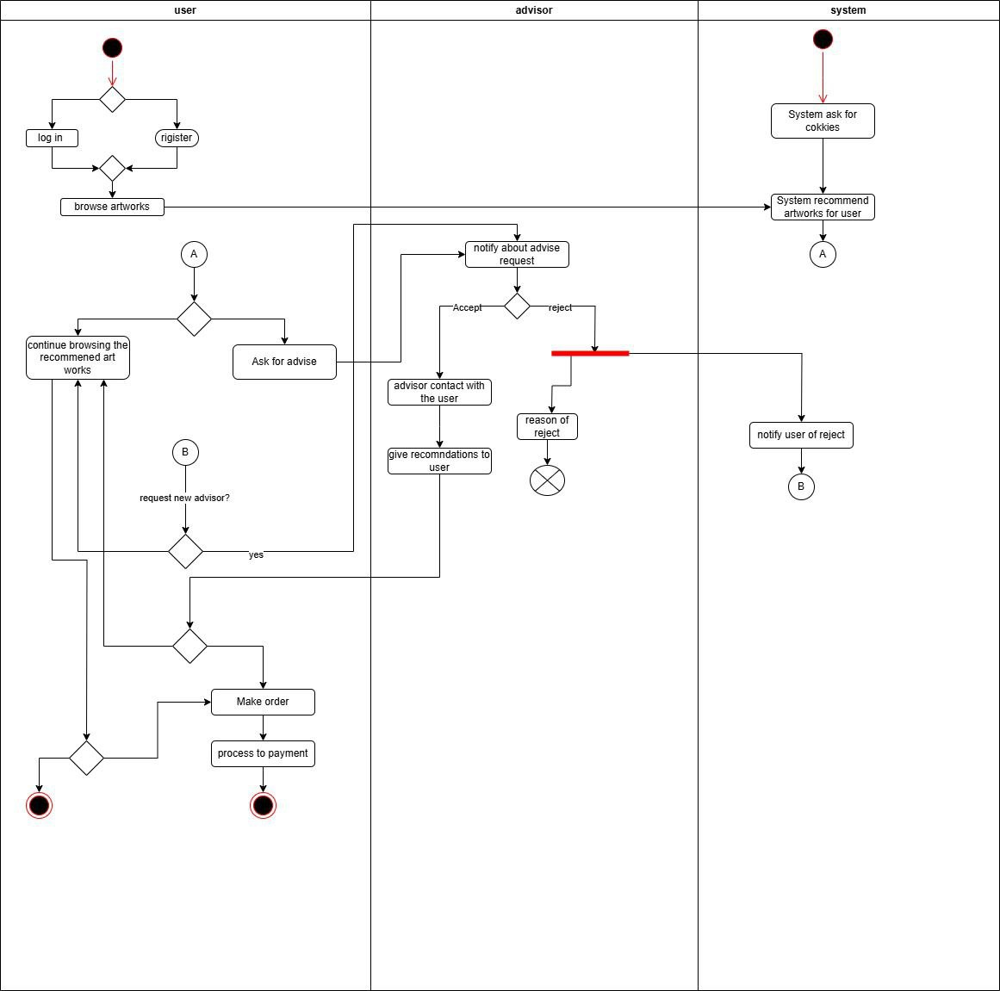 user
advisor
system
log in
rigister
browse artworks
System ask for
cokkies
System recommend
artworks for user
A
A
notify about advise
request
Accept
reject
continue browsing the
recommened art
works
Ask for advise
advisor contact with
the user
reason of
reject
notify user of reject
give recomndations to
user
B
B
request new advisor?
yes
Make order
process to payment